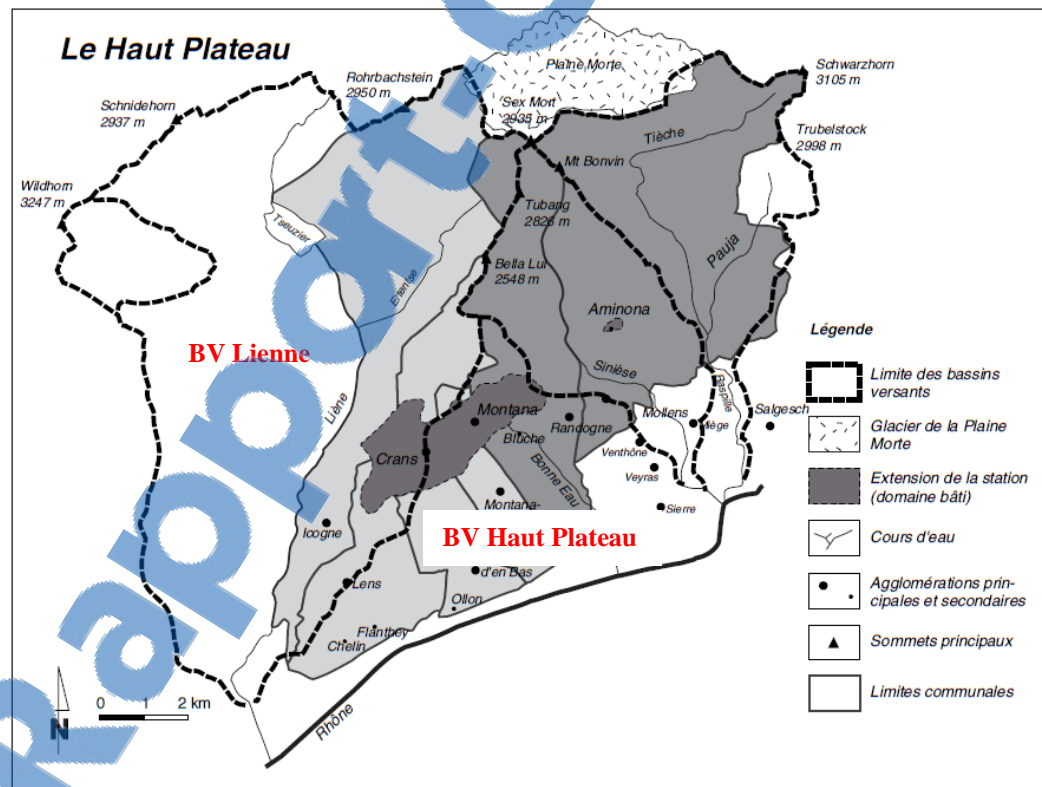 Le Haut Plateau
Plaine Morte
Schwarzhorn
3105 m
Rohrbachstein
2950 m
Schnidehorn
2937 m
Sex Mort
2935 m
Tièche
Trubelstock
2998 m
Mt Bonvin
Wildhorn
3247 m
Tubang
2826 m
Tseuzier
Pauja
Bella Lui
2548 m
Ertentse
Aminona
BV Lienne
Liène
Sinièse
Raspille
Montana
Mollens
Miège
Salgesch
Randogne
Bluche
Venthône
Crans
Veyras
Bonne Eau
Montana-
Sierre
Icogne
BV Haut Plateau
d'en Bas
Lens
Ollon
Flanthey
Chelin
Rhône
0 1 2 km
N
Légende
Limite des bassins
versants
Glacier de la Plaine
Morte
Extension de la station
(domaine bâti)
Cours d'eau
Agglomérations prin-
cipales et secondaires
Sommets principaux
Limites communales
Rapport-